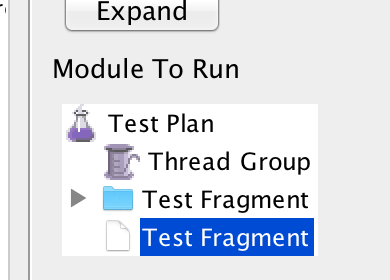 Expand
Module To Run
Test Plan
Thread Group
Test Fragment
Test Fragment